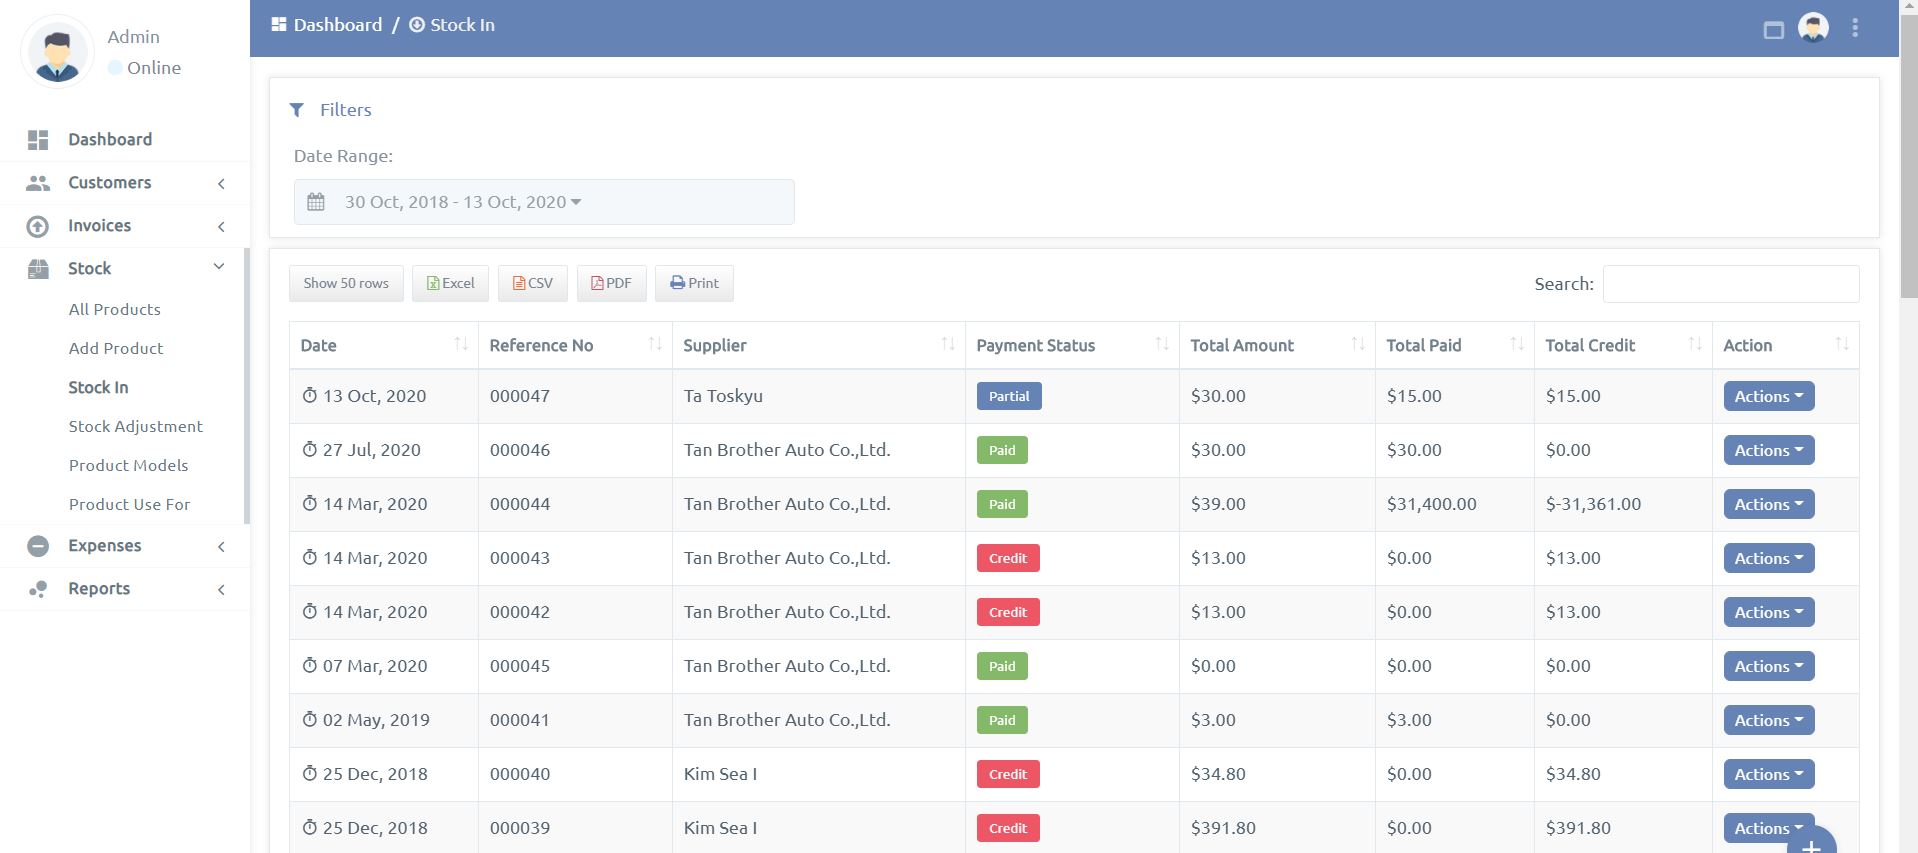 Admin
Online
Dashboard
Customers
Invoices
Stock
All Products
Add Product
Stock In
Stock Adjustment
Product Models
Product Use For
Expenses
Reports
Dashboard / Stock In
Filters
Date Range:
30 Oct, 2018 - 13 Oct, 2020
Show 50 rows Excel CSV PDF Print Search:
Date Reference No Supplier Payment Status Total Amount Total Paid Total Credit Action
13 Oct, 2020 000047 Ta Toskyu Partial $30.00 $15.00 $15.00 Actions
27 Jul, 2020 000046 Tan Brother Auto Co.,Ltd. Paid $30.00 $30.00 $0.00 Actions
14 Mar, 2020 000044 Tan Brother Auto Co.,Ltd. Paid $39.00 $31,400.00 $-31,361.00 Actions
14 Mar, 2020 000043 Tan Brother Auto Co.,Ltd. Credit $13.00 $0.00 $13.00 Actions
14 Mar, 2020 000042 Tan Brother Auto Co.,Ltd. Credit $13.00 $0.00 $13.00 Actions
07 Mar, 2020 000045 Tan Brother Auto Co.,Ltd. Paid $0.00 $0.00 $0.00 Actions
02 May, 2019 000041 Tan Brother Auto Co.,Ltd. Paid $3.00 $3.00 $0.00 Actions
25 Dec, 2018 000040 Kim Sea I Credit $34.80 $0.00 $34.80 Actions
25 Dec, 2018 000039 Kim Sea I Credit $391.80 $0.00 $391.80 Actions